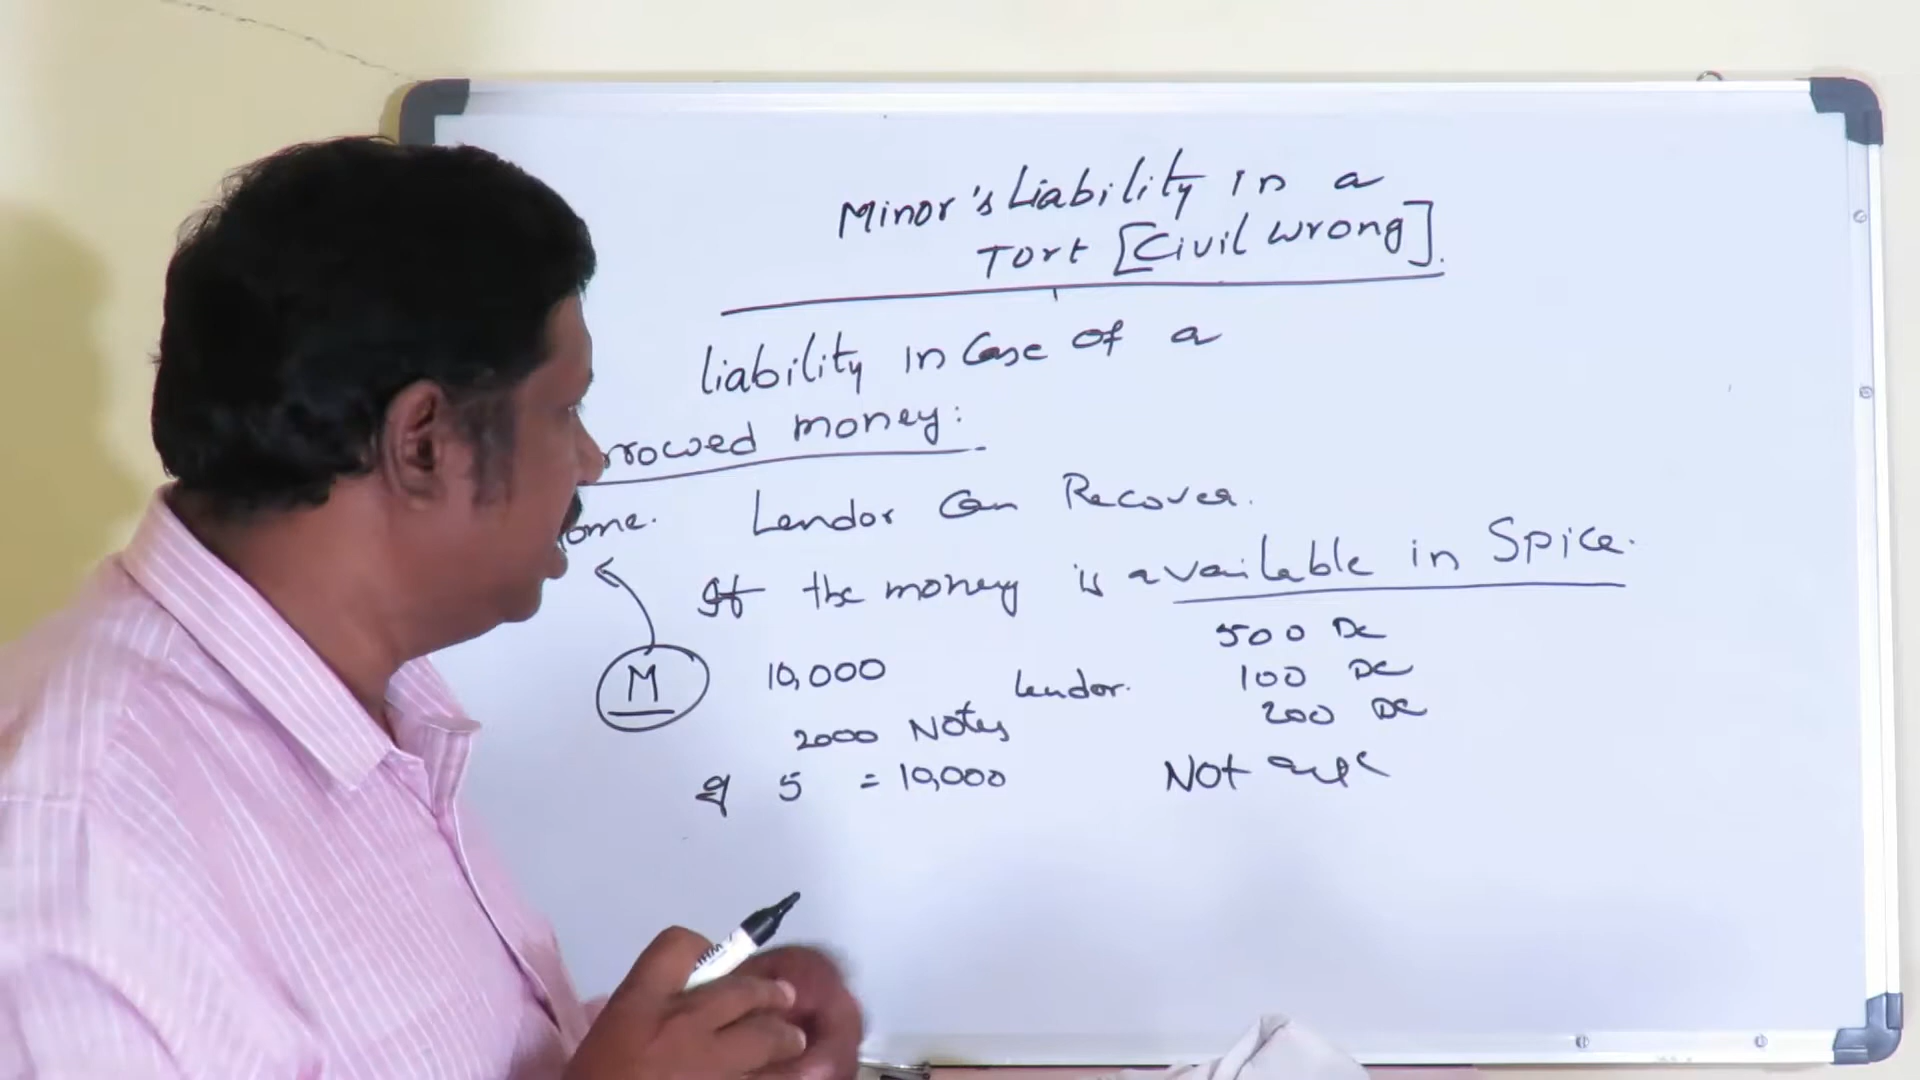 Minor's Liability in a
Tort [Civil wrong].
liability in Case of a
rrowed money:
ome. Lendor Can Recover.
If the money is available in Spice.
500 De
M 10,000 lendor. 100 De
2000 Notes 200 De
5 = 10,000 Not